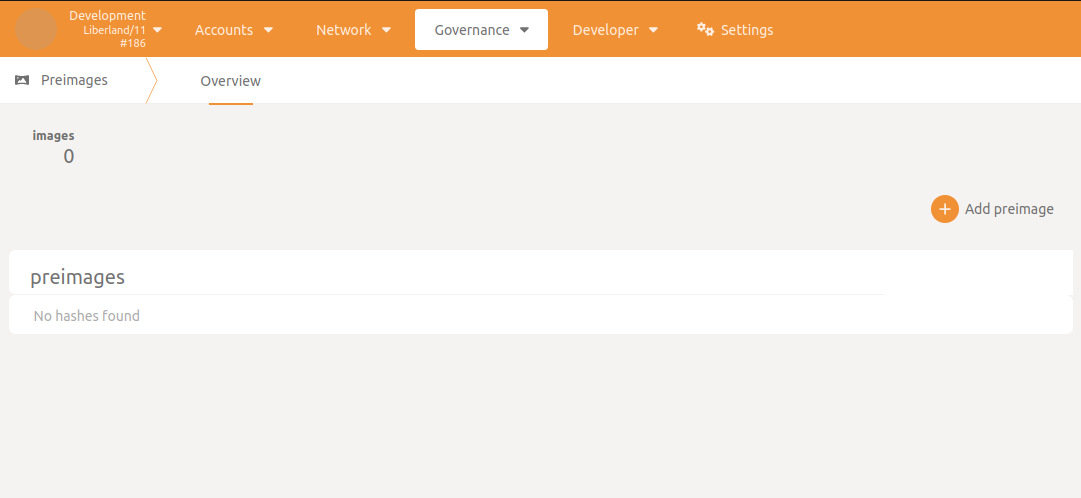 Development
Liberland/11
#186
Accounts
Network
Governance
Developer
Settings
Preimages
Overview
images
0
Add preimage
preimages
No hashes found